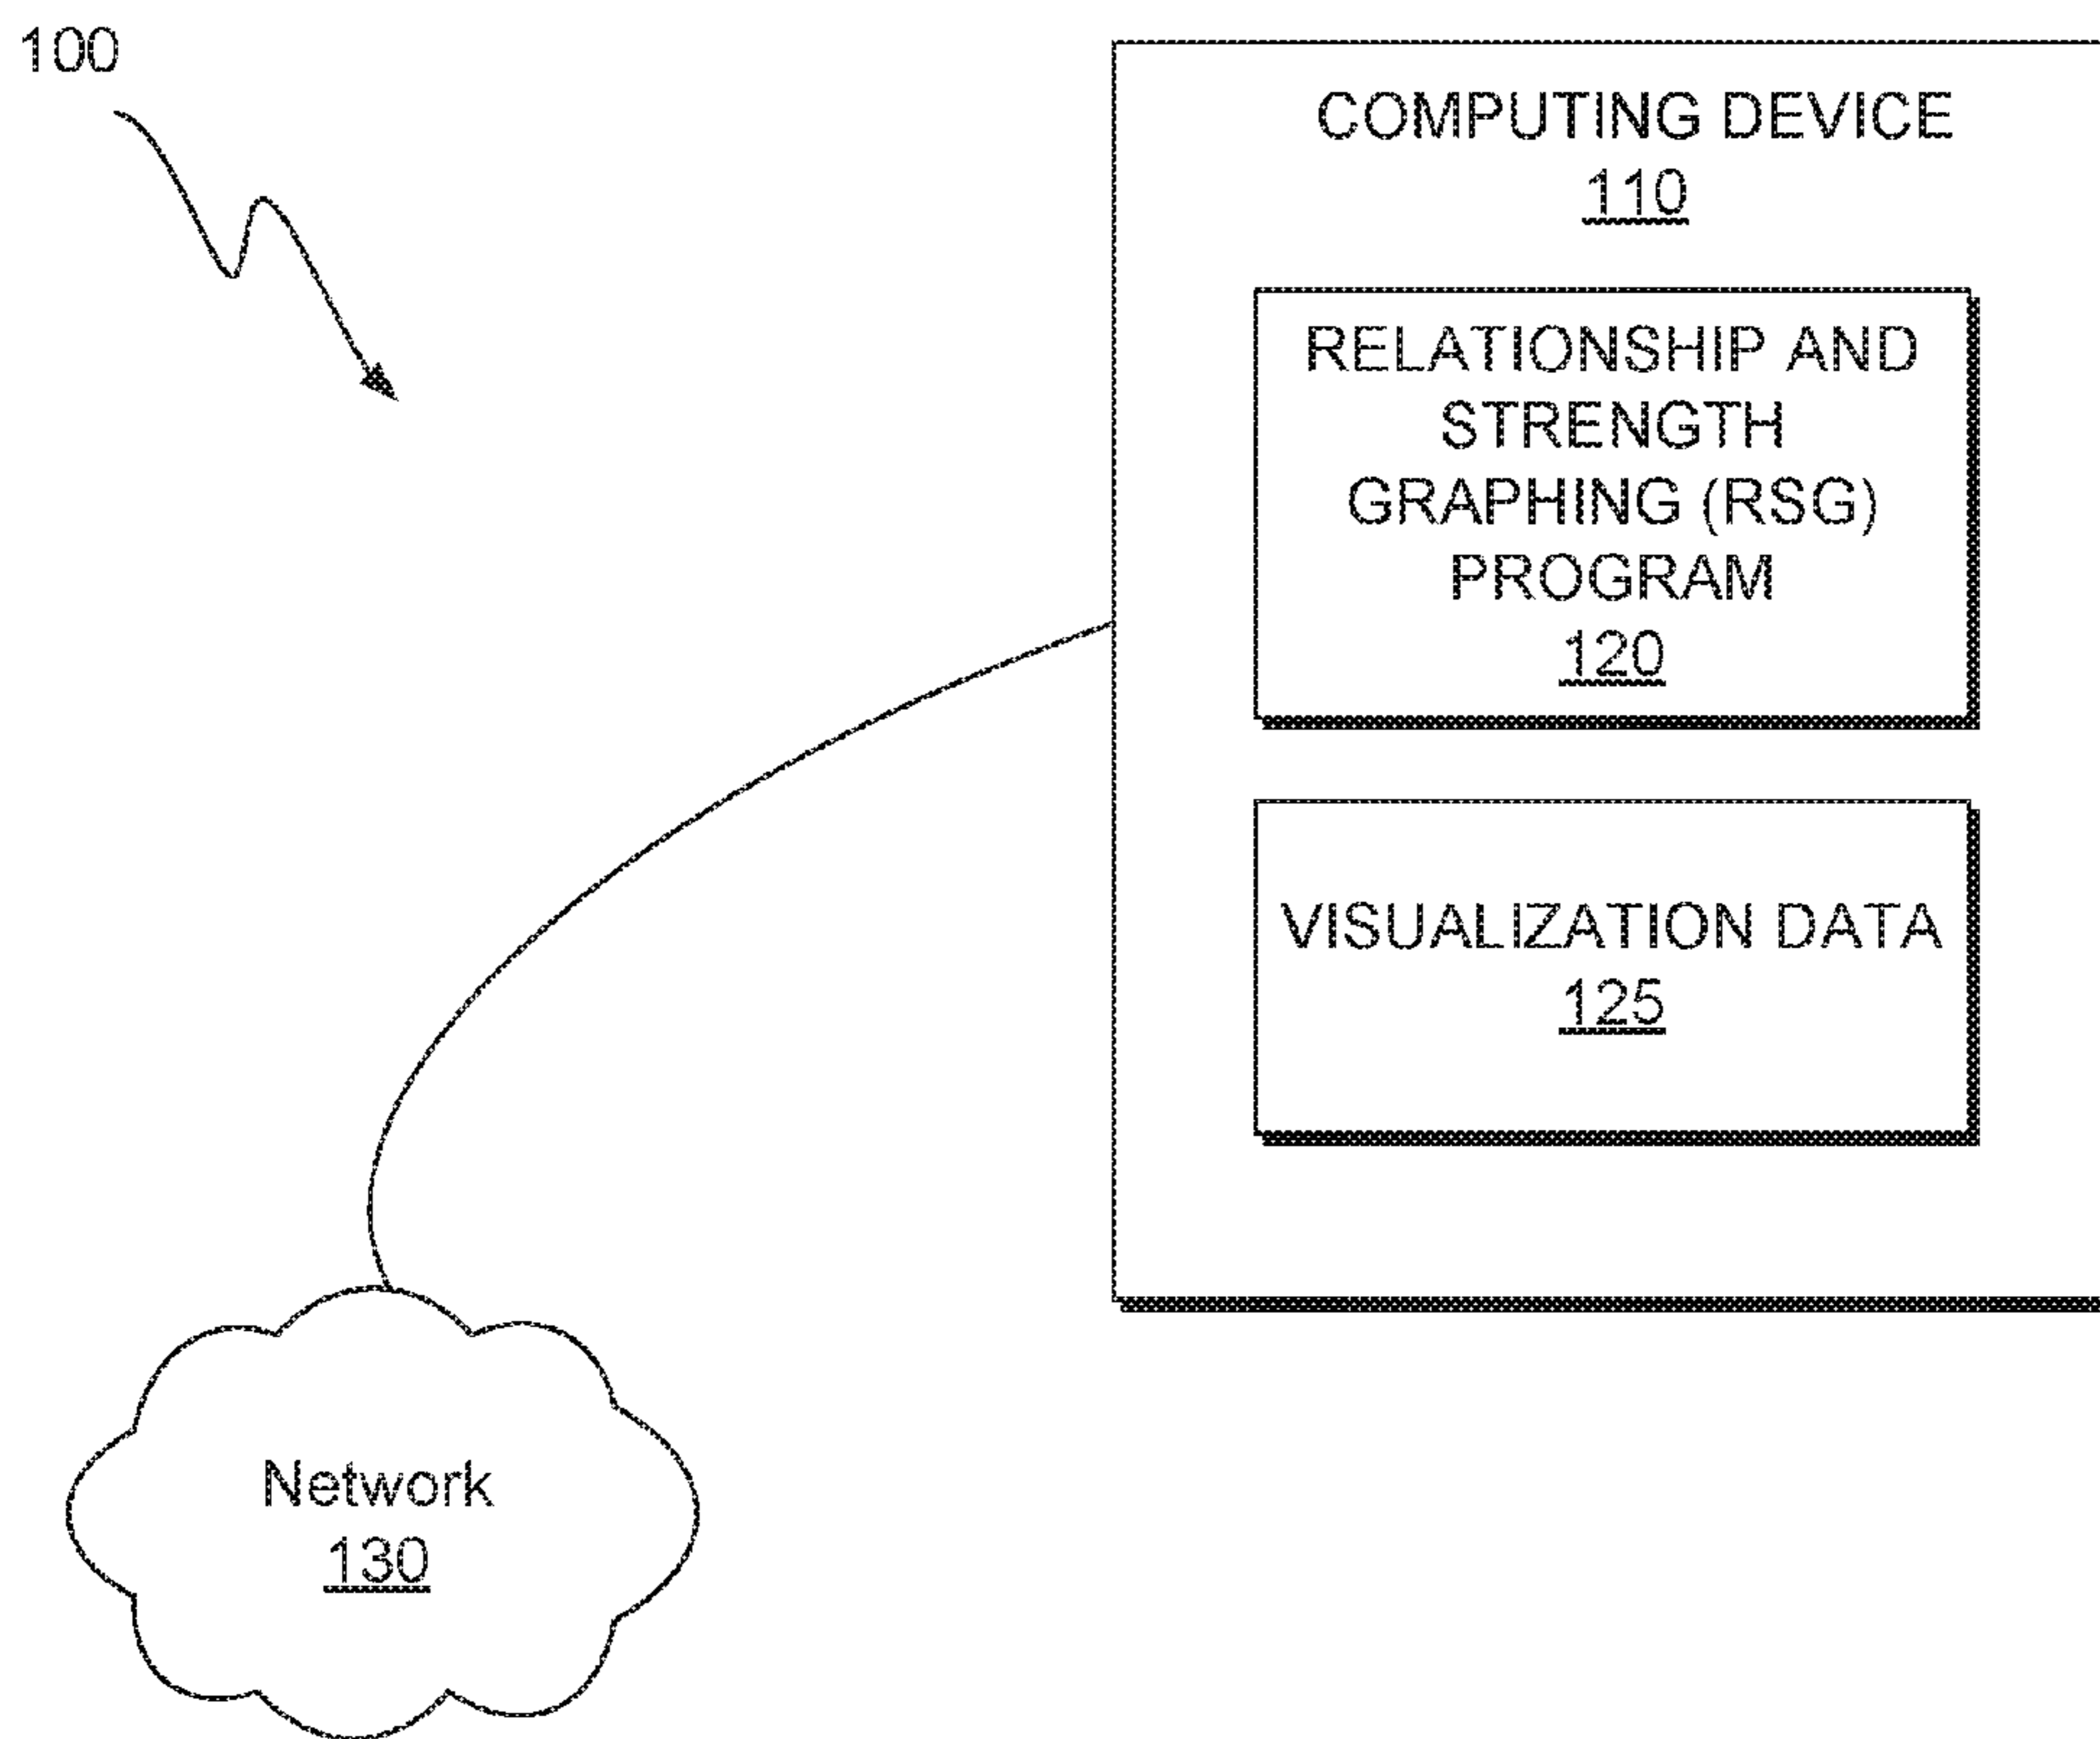 100
COMPUTING DEVICE
110
RELATIONSHIP AND
STRENGTH
GRAPHING (RSG)
PROGRAM
120
VISUALIZATION DATA
125
Network
130